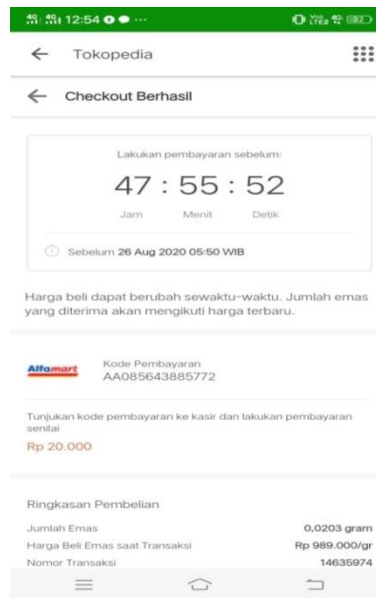 12:54
Tokopedia
Checkout Berhasil
Lakukan pembayaran sebelum:
47 : 55 : 52
Jam Menit Detik
Sebelum 26 Aug 2020 05:50 WIB
Harga beli dapat berubah sewaktu-waktu. Jumlah emas
yang diterima akan mengikuti harga terbaru.
Alfamart
Kode Pembayaran
AA085643885772
Tunjukan kode pembayaran ke kasir dan lakukan pembayaran
senilai
Rp 20.000
Ringkasan Pembelian
Jumlah Emas 0,0203 gram
Harga Beli Emas saat Transaksi Rp 989.000/gr
Nomor Transaksi 14635974